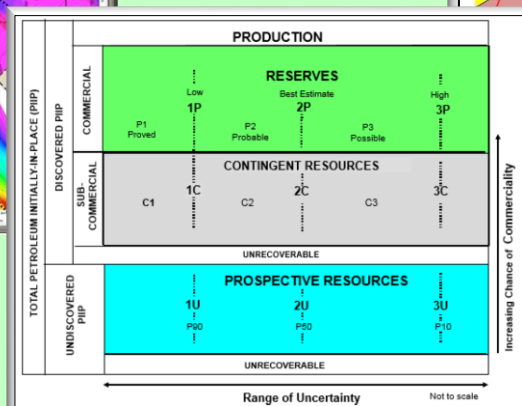 PRODUCTION
TOTAL PETROLEUM INITIALLY-IN-PLACE (PIIP)
DISCOVERED PIIP
COMMERCIAL
RESERVES
Low
Best Estimate
High
1P
2P
3P
P1
Proved
P2
Probable
P3
Possible
SUB-
COMMERCIAL
CONTINGENT RESOURCES
1C
2C
3C
C1
C2
C3
UNRECOVERABLE
UNDISCOVERED
PIIP
PROSPECTIVE RESOURCES
1U
2U
3U
P90
P50
P10
UNRECOVERABLE
Increasing Chance of Commerciality
Range of Uncertainty
Not to scale